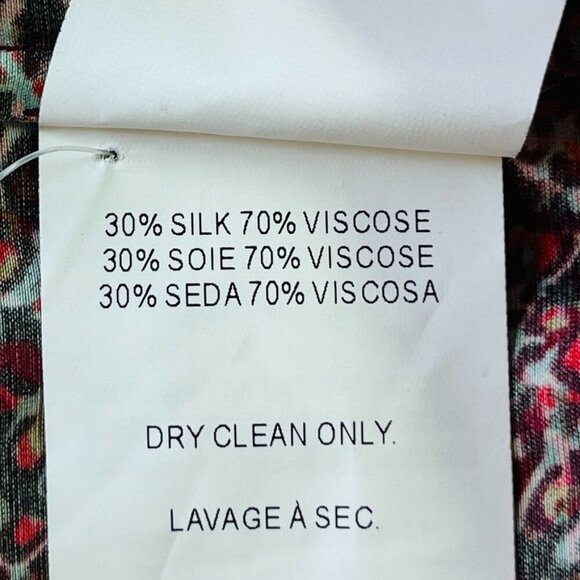 30% SILK 70% VISCOSE
30% SOIE 70% VISCOSE
30% SEDA 70% VISCOSA
DRY CLEAN ONLY.
LAVAGE À SEC.